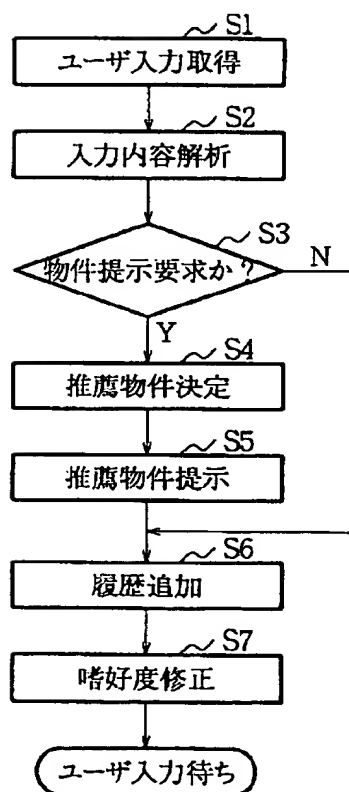 S1
ユーザ入力取得
S2
入力内容解析
S3
物件提示要求か?
N
Y
S4
推薦物件決定
S5
推薦物件提示
S6
履歴追加
S7
嗜好度修正
ユーザ入力待ち